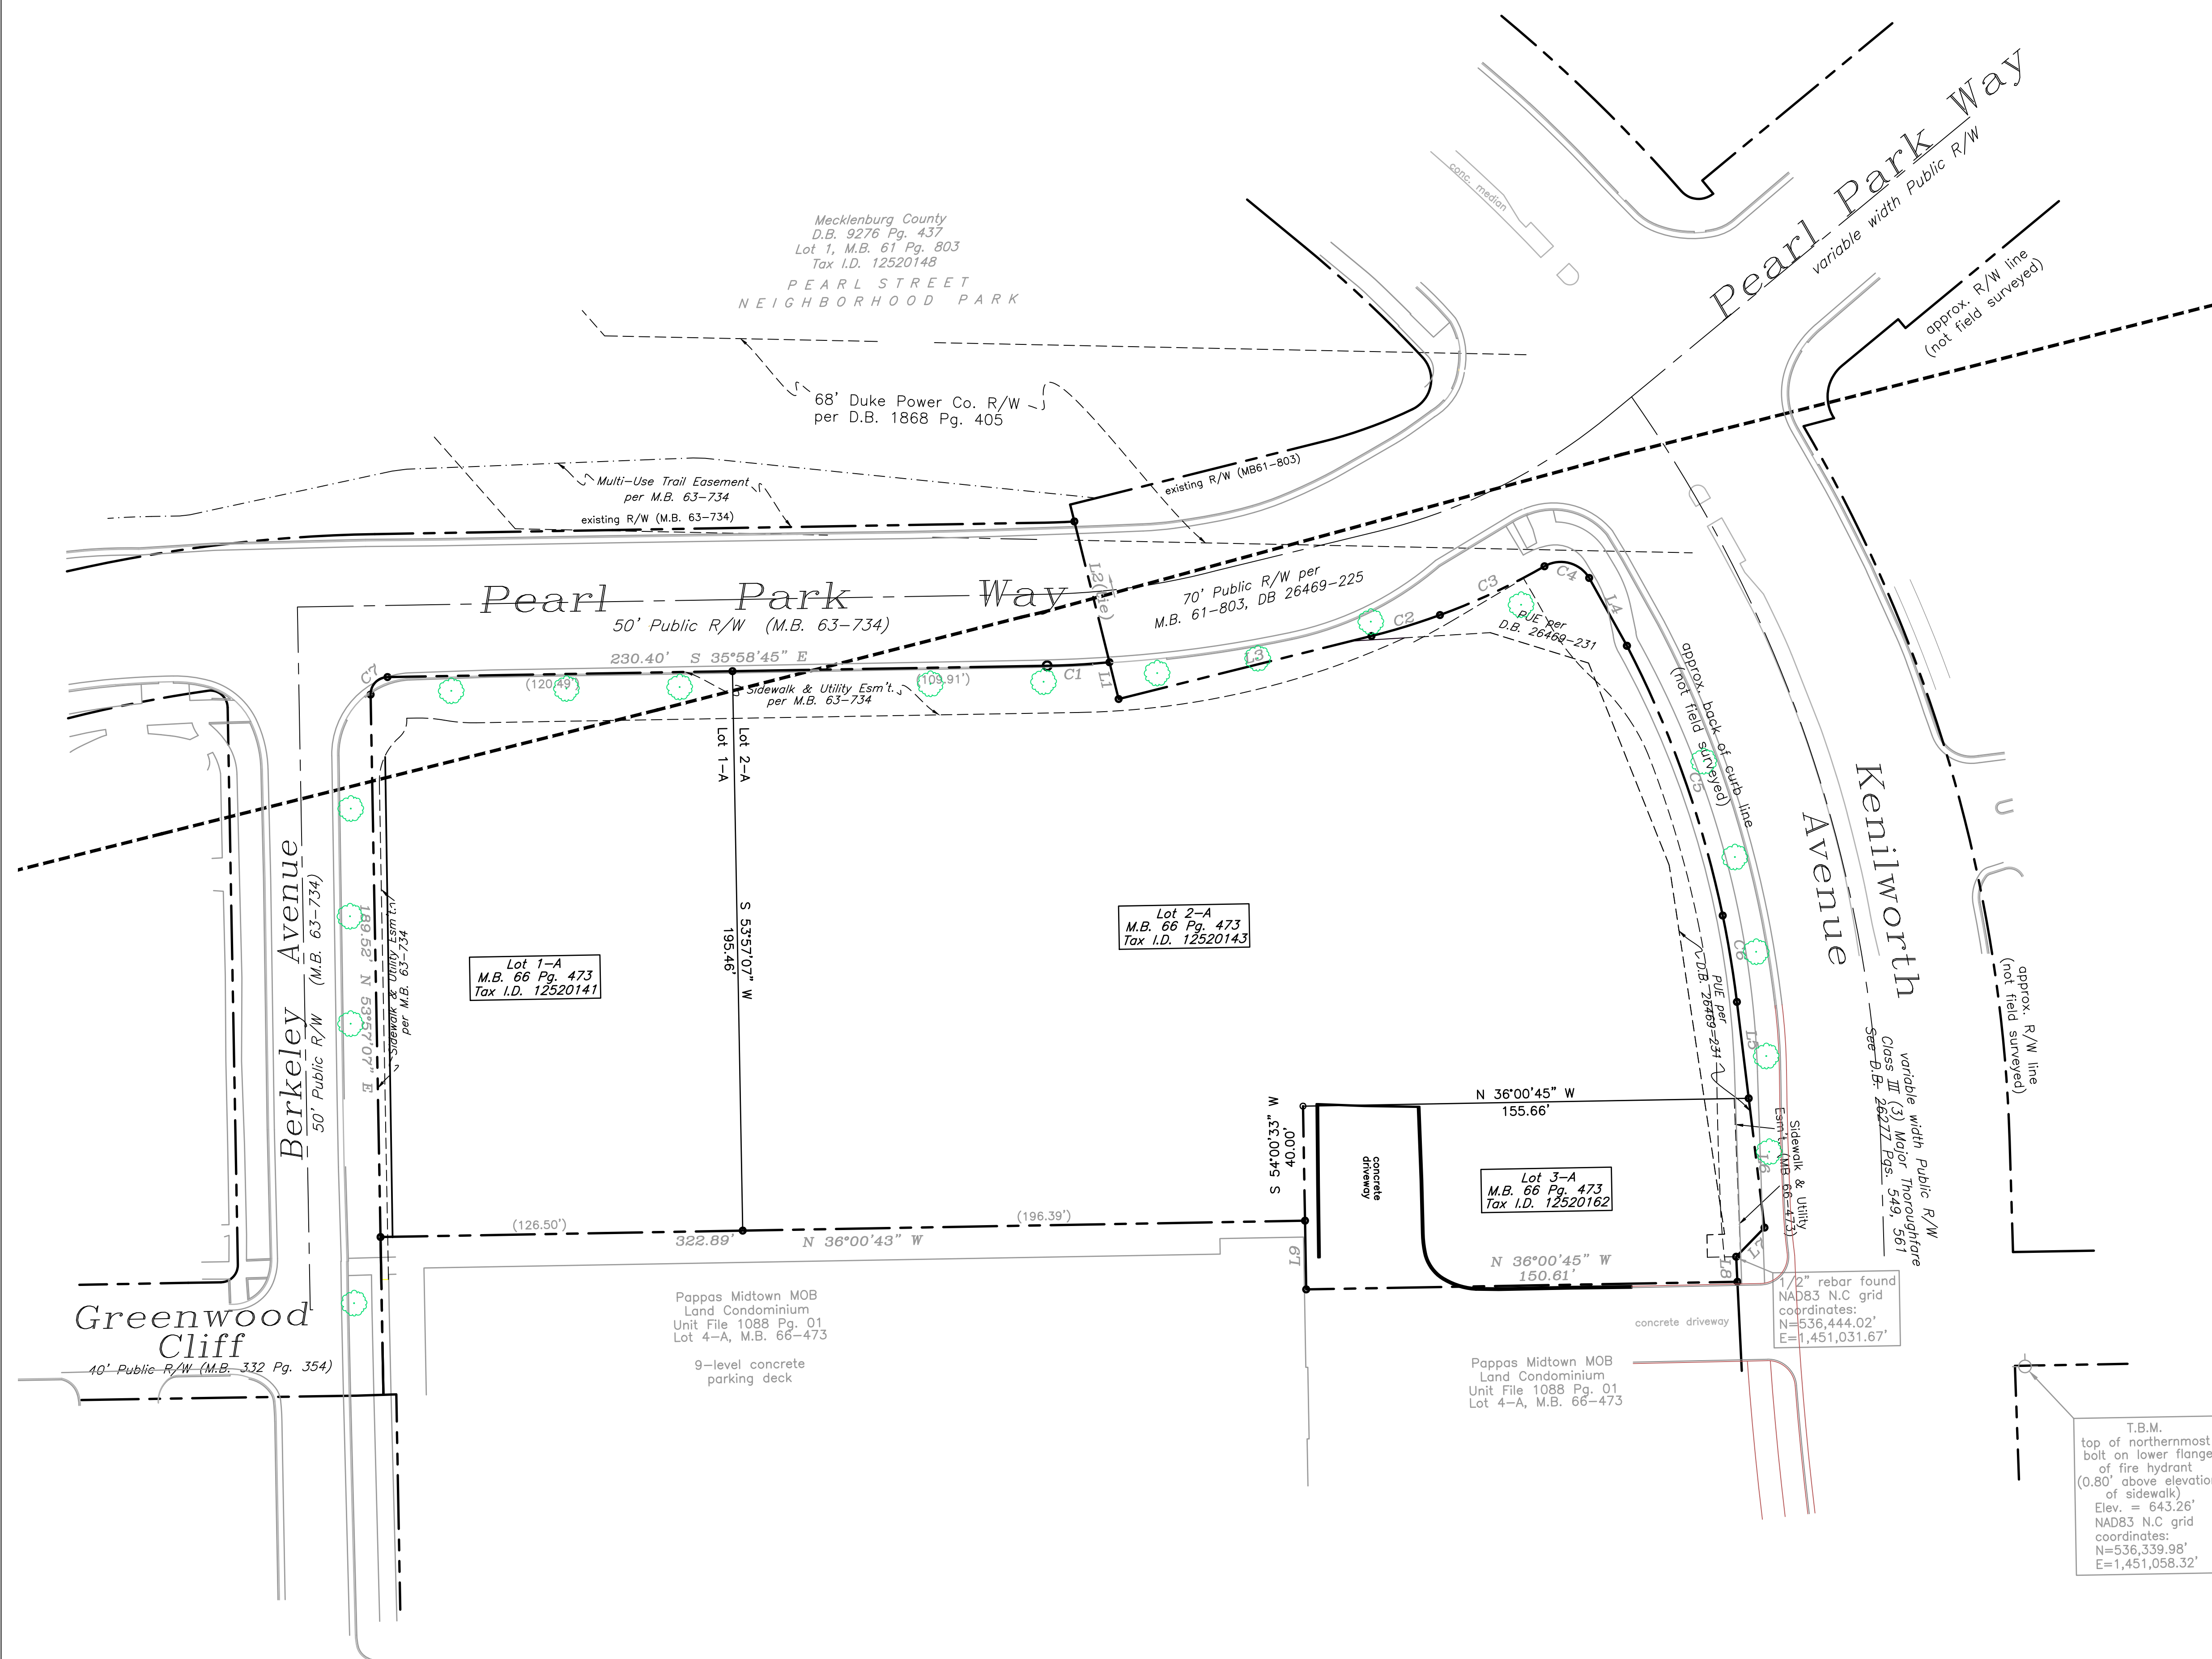 Pearl Park Way
variable width Public R/W
conc. median
Mecklenburg County
D.B. 9276 Pg. 437
Lot 1, M.B. 61 Pg. 803
Tax I.D. 12520148
PEARL STREET
NEIGHBORHOOD PARK
approx. R/W line
(not field surveyed)
68' Duke Power Co. R/W
per D.B. 1868 Pg. 405
existing R/W (MB61-803)
Multi-Use Trail Easement
per M.B. 63-734
existing R/W (M.B. 63-734)
Pearl Park Way
50' Public R/W (M.B. 63-734)
L2(tie)
70' Public R/W per
M.B. 61-803, DB 26469-225
C3
C4
L4
C2
PUE per
D.B. 26469-231
230.40' S 35°58'45" E
C7
(120.49')
(109.91')
C1
L1
L3
Sidewalk & Utility Esm't.
per M.B. 63-734
approx. back of curb line
(not field surveyed)
C5
Lot 2-A
Lot 1-A
Kenilworth
Avenue
Berkeley Avenue
50' Public R/W (M.B. 63-734)
189.52' N 53°57'07" E
Sidewalk & Utility Esm't.
per M.B. 63-734
S 53°57'07" W
195.46'
Lot 1-A
M.B. 66 Pg. 473
Tax I.D. 12520141
Lot 2-A
M.B. 66 Pg. 473
Tax I.D. 12520143
C6
PUE per
D.B. 26469-231
L5
approx. R/W line
(not field surveyed)
variable width Public R/W
Class III (3) Major Thoroughfare
See D.B. 26277 Pgs. 549, 561
N 36°00'45" W
155.66'
S 54°00'33" W
40.00'
concrete
driveway
Lot 3-A
M.B. 66 Pg. 473
Tax I.D. 12520162
Sidewalk & Utility
Esm't. (MB 66-473)
L6
L7
L8
L9
(126.50')
(196.39')
322.89' N 36°00'43" W
N 36°00'45" W
150.61'
1/2" rebar found
NAD83 N.C grid
coordinates:
N=536,444.02'
E=1,451,031.67'
Greenwood
Cliff
40' Public R/W (M.B. 332 Pg. 354)
Pappas Midtown MOB
Land Condominium
Unit File 1088 Pg. 01
Lot 4-A, M.B. 66-473
9-level concrete
parking deck
concrete driveway
Pappas Midtown MOB
Land Condominium
Unit File 1088 Pg. 01
Lot 4-A, M.B. 66-473
T.B.M.
top of northernmost
bolt on lower flange
of fire hydrant
(0.80' above elevation
of sidewalk)
Elev. = 643.26'
NAD83 N.C grid
coordinates:
N=536,339.98'
E=1,451,058.32'